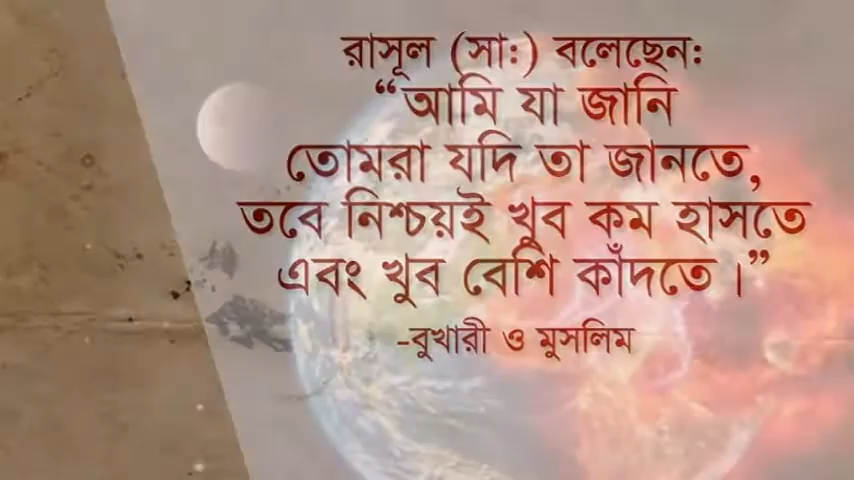 রাসূল (সা:) বলেছেন:
“আমি যা জানি
তোমরা যদি তা জানতে,
তবে নিশ্চয়ই খুব কম হাসতে
এবং খুব বেশি কাঁদতে।”
-বুখারী ও মুসলিম